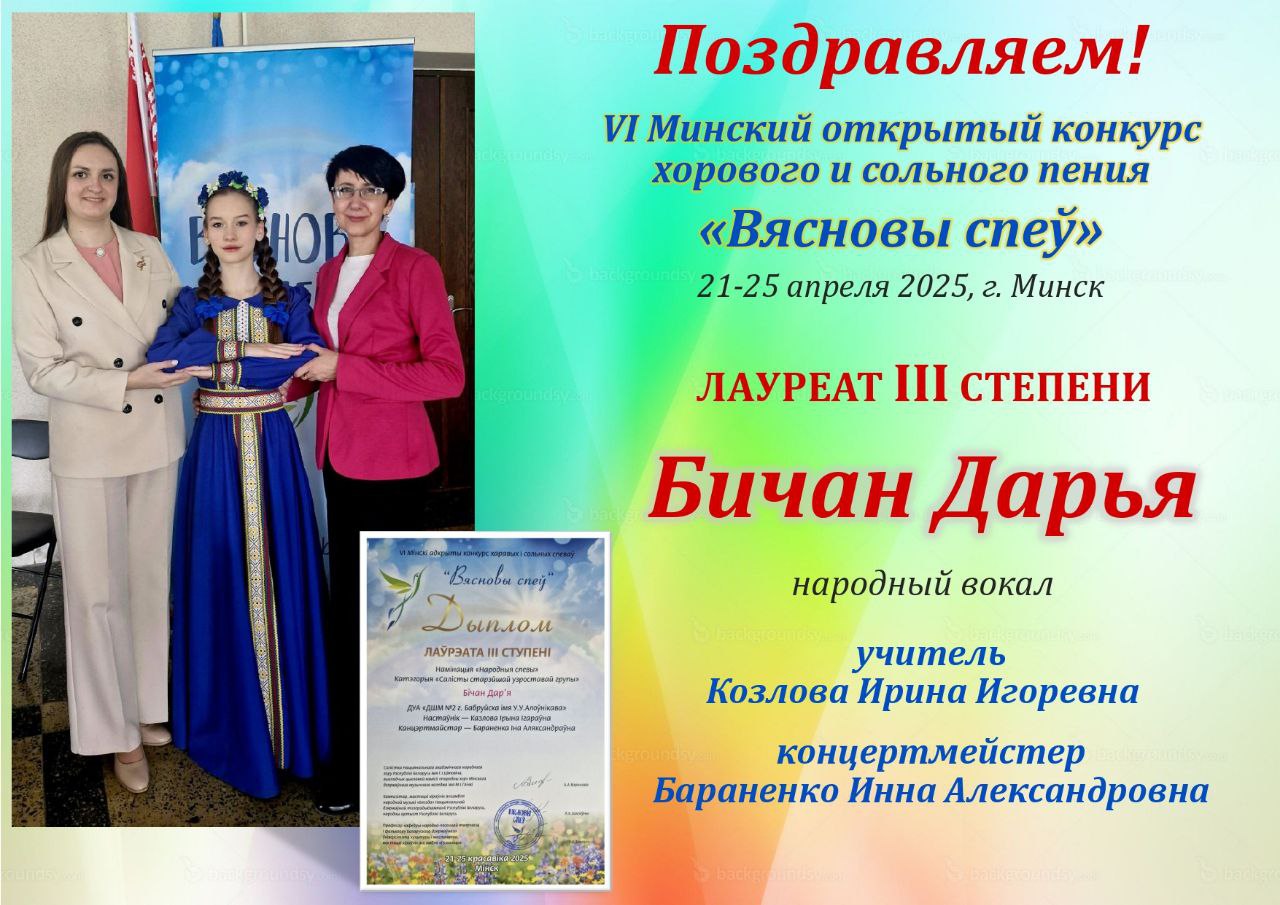 Поздравляем!
VI Минский открытый конкурс
хорового и сольного пения
«Вясновы спеў»
21-25 апреля 2025, г. Минск
ЛАУРЕАТ III СТЕПЕНИ
Бичан Дарья
народный вокал
учитель
Козлова Ирина Игоревна
концертмейстер
Бараненко Инна Александровна
VI Мінскі адкрыты конкурс харавых і сольных спеваў
"Вясновы спеў"
Дыплом
ЛАЎРЭАТА III СТУПЕНІ
Намінацыя «Народныя спевы»
Катэгорыя «Салісты старэйшай узроставай групы»
Бічан Дар'я
ДУА «ДШМ №2 г. Бабруйска імя У.У.Алоўнікава»
Настаўнік — Казлова Ірына Ігараўна
Канцэртмайстар — Бараненка Іна Аляксандраўна
21-25 красавіка 2025
Мінск
backgroundsy.com